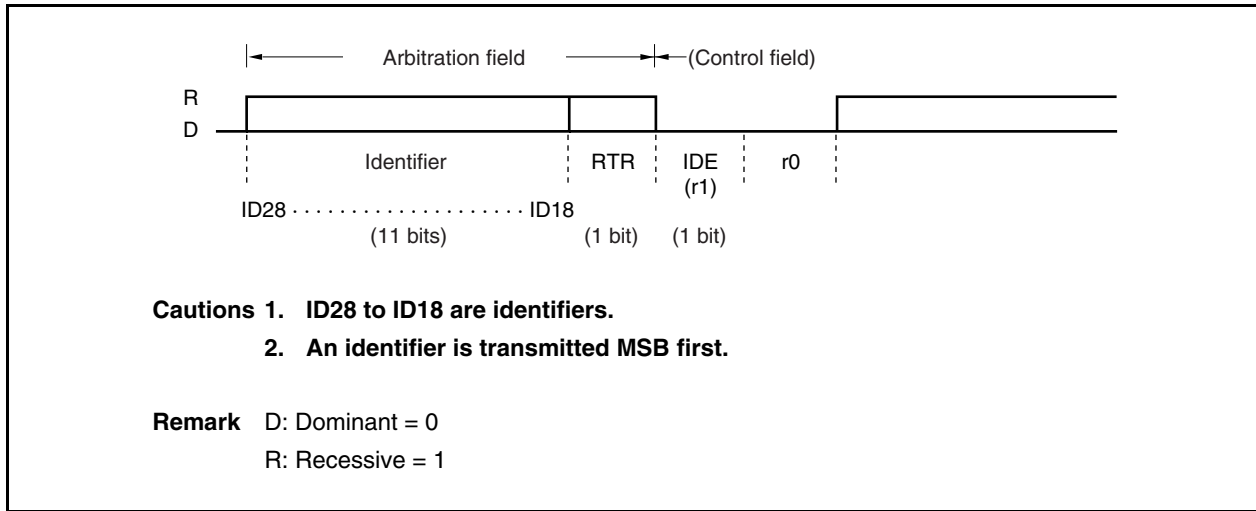 Arbitration field (Control field)
R
D
Identifier RTR IDE r0
(r1)
ID28 · · · · · · · · · · · · · · · · · · · · ID18
(11 bits) (1 bit) (1 bit)
Cautions 1. ID28 to ID18 are identifiers.
2. An identifier is transmitted MSB first.
Remark D: Dominant = 0
R: Recessive = 1